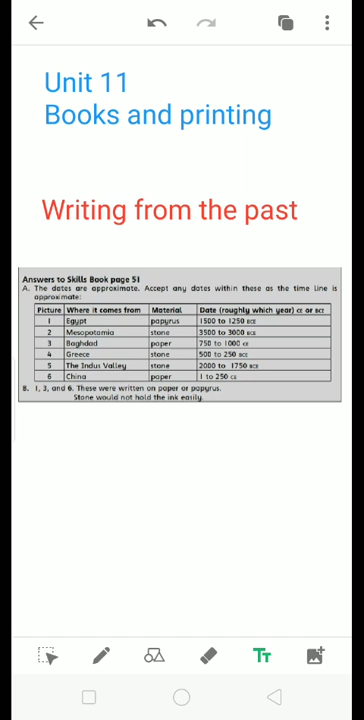 Unit 11
Books and printing
Writing from the past
Answers to Skills Book page 51
A. The dates are approximate. Accept any dates within these as the time line is
approximate:
Picture Where it comes from Material Date (roughly which year) CE or BCE
1 Egypt papyrus 1500 to 1250 BCE
2 Mesopotamia stone 3500 to 3000 BCE
3 Baghdad paper 750 to 1000 CE
4 Greece stone 500 to 250 BCE
5 The Indus Valley stone 2000 to 1750 BCE
6 China paper 1 to 250 CE
B. 1, 3, and 6. These were written on paper or papyrus.
Stone would not hold the ink easily.
TT